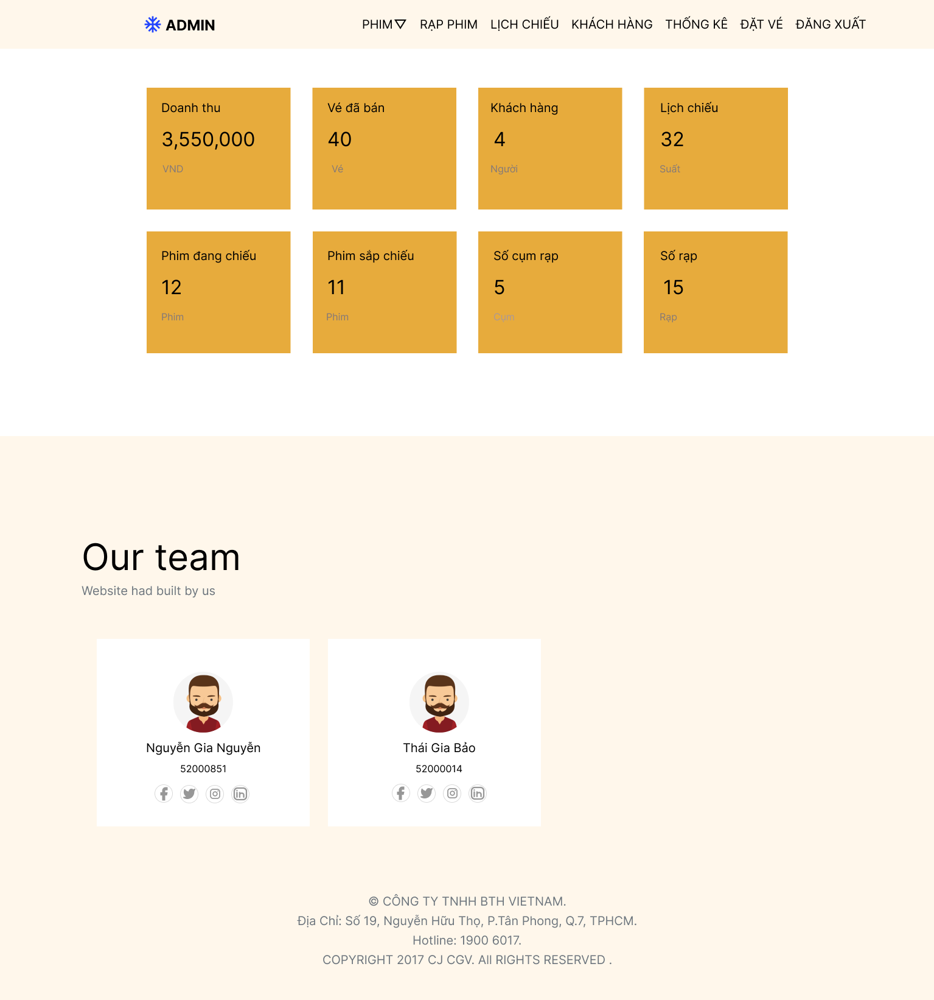 ADMIN PHIM RẠP PHIM LỊCH CHIẾU KHÁCH HÀNG THỐNG KÊ ĐẶT VÉ ĐĂNG XUẤT
Doanh thu
3,550,000
VND
Vé đã bán
40
Vé
Khách hàng
4
Người
Lịch chiếu
32
Suất
Phim đang chiếu
12
Phim
Phim sắp chiếu
11
Phim
Số cụm rạp
5
Cụm
Số rạp
15
Rạp
Our team
Website had built by us
Nguyễn Gia Nguyễn
52000851
Thái Gia Bảo
52000014
© CÔNG TY TNHH BTH VIETNAM.
Địa Chỉ: Số 19, Nguyễn Hữu Thọ, P.Tân Phong, Q.7, TPHCM.
Hotline: 1900 6017.
COPYRIGHT 2017 CJ CGV. All RIGHTS RESERVED .